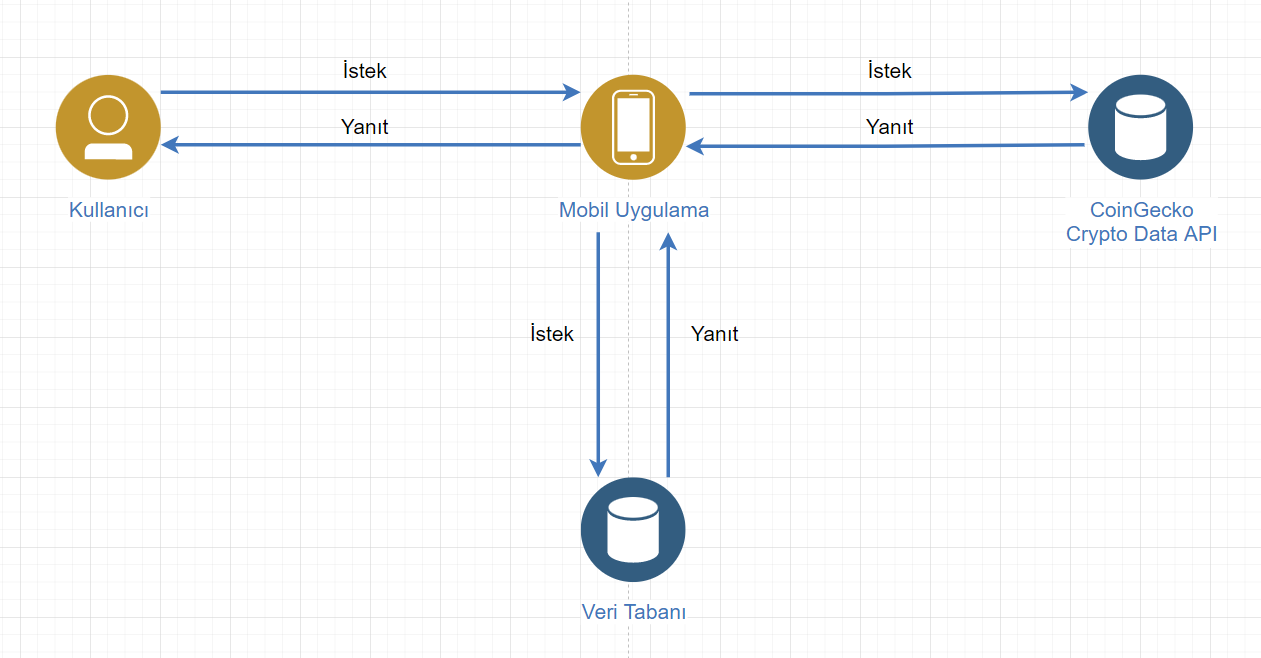 İstek
İstek
Yanıt
Yanıt
Kullanıcı
Mobil Uygulama
CoinGecko
Crypto Data API
İstek
Yanıt
Veri Tabanı